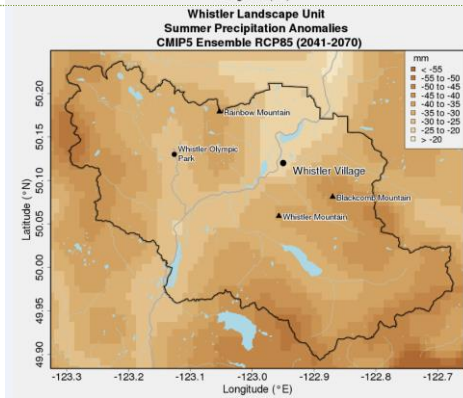 Whistler Landscape Unit
Summer Precipitation Anomalies
CMIP5 Ensemble RCP85 (2041-2070)
mm
< -55
-55 to -50
-50 to -45
-45 to -40
-40 to -35
-35 to -30
-30 to -25
-25 to -20
> -20
Rainbow Mountain
Whistler Olympic
Park
Whistler Village
Blackcomb Mountain
Whistler Mountain
Latitude (°N)
50.20
50.15
50.10
50.05
50.00
49.95
49.90
-123.3
-123.2
-123.1
-123.0
-122.9
-122.8
-122.7
Longitude (°E)